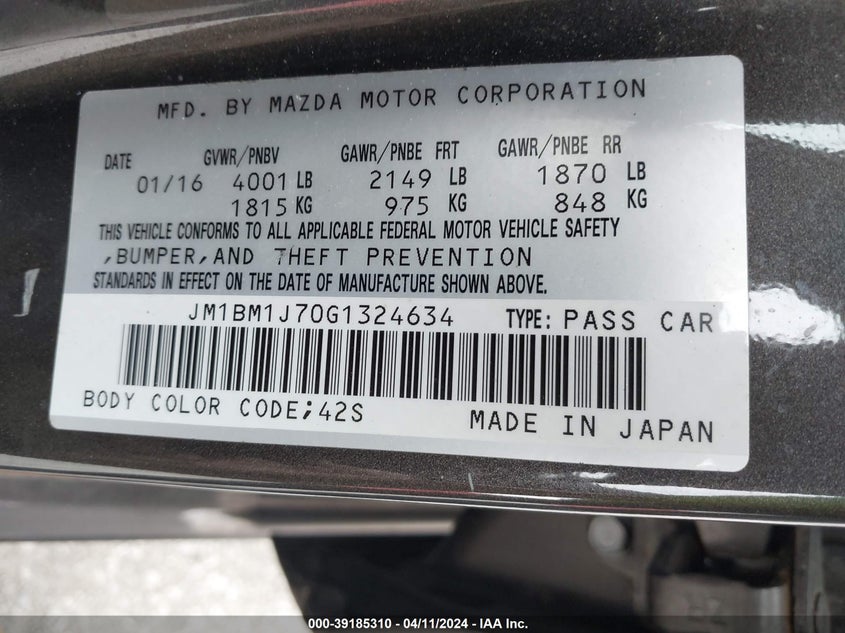 MFD. BY MAZDA MOTOR CORPORATION
DATE GVWR/PNBV GAWR/PNBE FRT GAWR/PNBE RR
01/16 4001 LB 2149 LB 1870 LB
1815 KG 975 KG 848 KG
THIS VEHICLE CONFORMS TO ALL APPLICABLE FEDERAL MOTOR VEHICLE SAFETY
,BUMPER,AND THEFT PREVENTION
STANDARDS IN EFFECT ON THE DATE OF MANUFACTURE SHOWN ABOVE.
JM1BM1J70G1324634 TYPE: PASS CAR
BODY COLOR CODE;42S MADE IN JAPAN
000-39185310 - 04/11/2024 - IAA Inc.